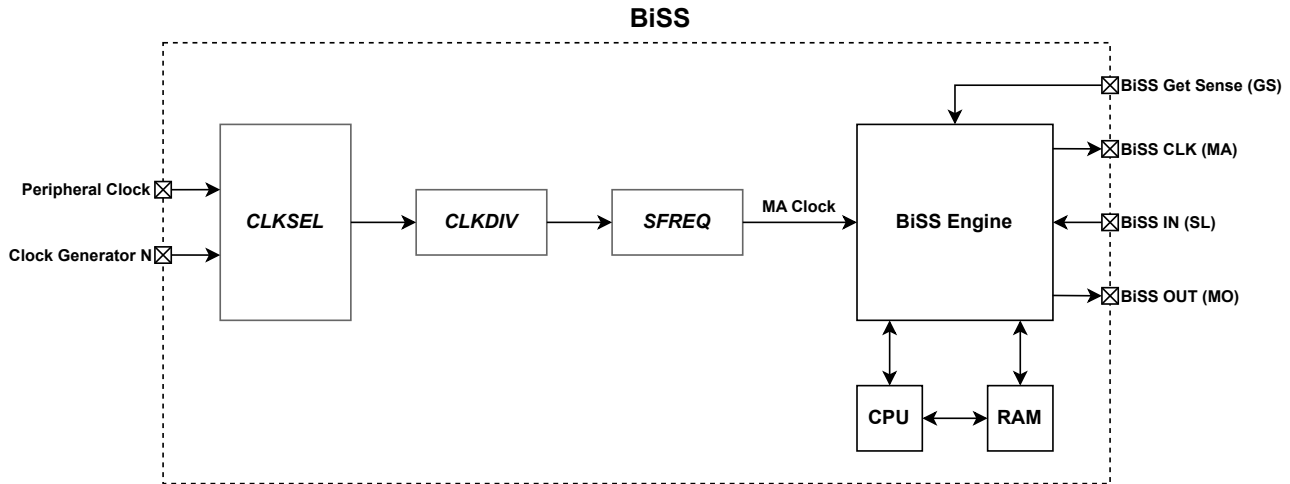 BiSS
BiSS Get Sense (GS)
BiSS CLK (MA)
Peripheral Clock
CLKSEL
CLKDIV
SFREQ
MA Clock
BiSS Engine
BiSS IN (SL)
Clock Generator N
BiSS OUT (MO)
CPU
RAM